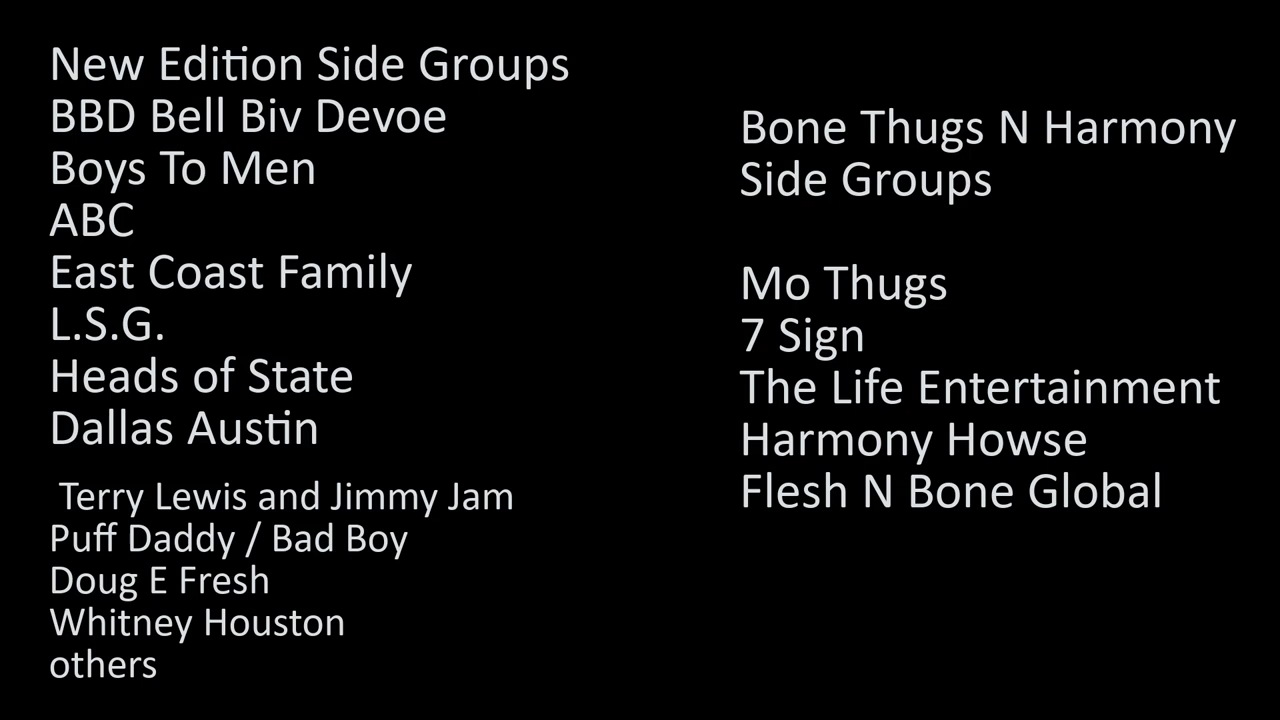 New Edition Side Groups
BBD Bell Biv Devoe
Boys To Men
ABC
East Coast Family
L.S.G.
Heads of State
Dallas Austin
Terry Lewis and Jimmy Jam
Puff Daddy / Bad Boy
Doug E Fresh
Whitney Houston
others
Bone Thugs N Harmony
Side Groups
Mo Thugs
7 Sign
The Life Entertainment
Harmony Howse
Flesh N Bone Global